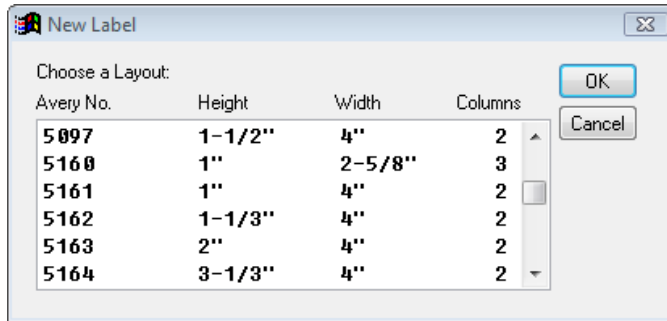 New Label
Choose a Layout:
Avery No. Height Width Columns
OK
Cancel
5097 1-1/2" 4" 2
5160 1" 2-5/8" 3
5161 1" 4" 2
5162 1-1/3" 4" 2
5163 2" 4" 2
5164 3-1/3" 4" 2